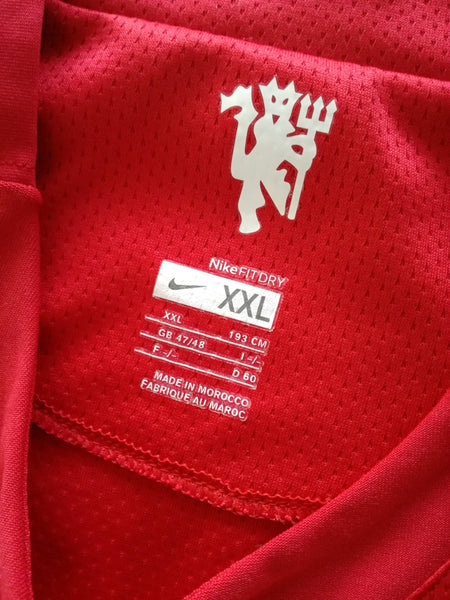 NikeFITDRY
XXL
XXL 193 CM
GB 47/48 I -/-
F -/- D 60
MADE IN MOROCCO
FABRIQUE AU MAROC